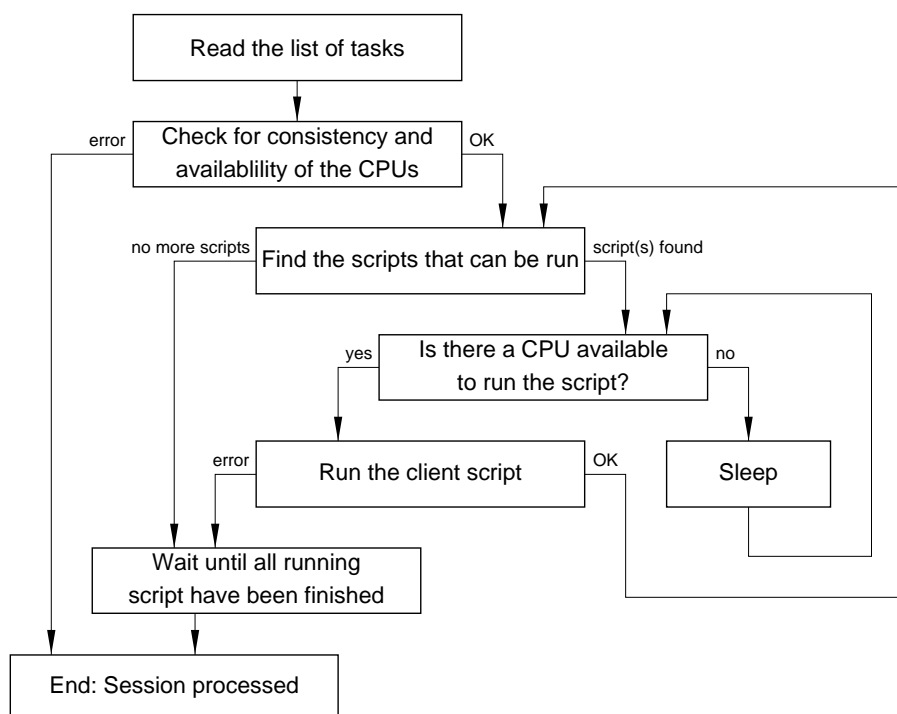 Read the list of tasks
error
Check for consistency and
availablility of the CPUs
OK
no more scripts
Find the scripts that can be run
script(s) found
yes
Is there a CPU available
to run the script?
no
error
Run the client script
OK
Sleep
Wait until all running
script have been finished
End: Session processed